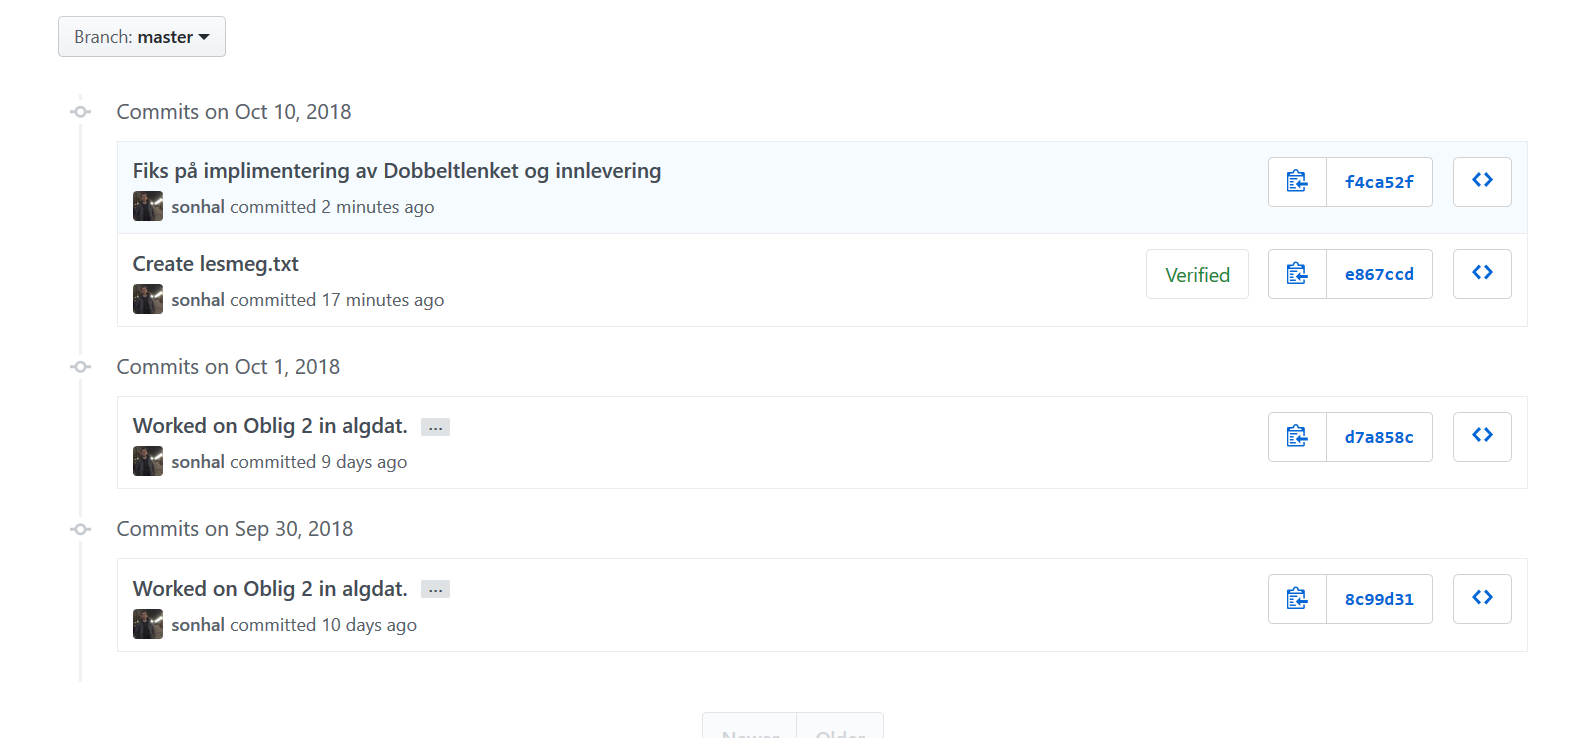 Branch: master
Commits on Oct 10, 2018
Fiks på implimentering av Dobbeltlenket og innlevering
f4ca52f
sonhal committed 2 minutes ago
Create lesmeg.txt
Verified
e867ccd
sonhal committed 17 minutes ago
Commits on Oct 1, 2018
Worked on Oblig 2 in algdat. …
d7a858c
sonhal committed 9 days ago
Commits on Sep 30, 2018
Worked on Oblig 2 in algdat. …
8c99d31
sonhal committed 10 days ago
Newer Older